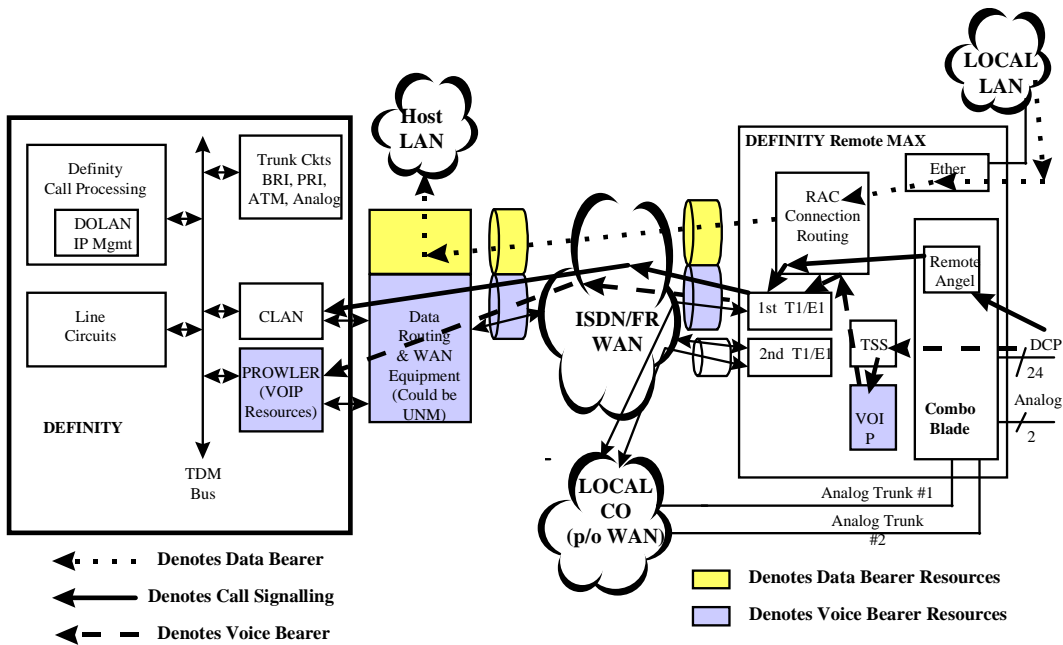 LOCAL
LAN
Host
LAN
DEFINITY Remote MAX
Definity
Call Processing
DOLAN
IP Mgmt
Trunk Ckts
BRI, PRI,
ATM, Analog
Ether
RAC
Connection
Routing
Remote
Angel
Line
Circuits
CLAN
Data
Routing
& WAN
Equipment
(Could be
UNM)
ISDN/FR
WAN
1st T1/E1
2nd T1/E1
TSS
DCP
24
PROWLER
(VOIP
Resources)
VOI
P
Combo
Blade
Analog
2
DEFINITY
TDM
Bus
LOCAL
CO
(p/o WAN)
Analog Trunk #1
Analog Trunk
#2
Denotes Data Bearer
Denotes Call Signalling
Denotes Voice Bearer
Denotes Data Bearer Resources
Denotes Voice Bearer Resources